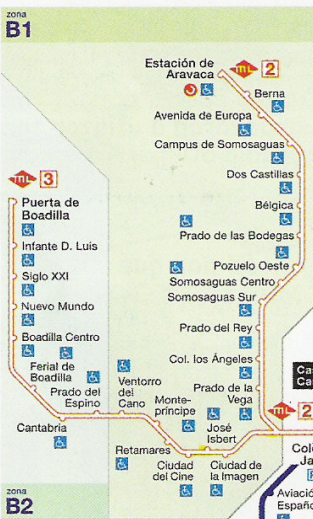 zona
B1
Estación de
Aravaca
ML 2
Berna
Avenida de Europa
Campus de Somosaguas
Dos Castillas
Bélgica
Prado de las Bodegas
Pozuelo Oeste
Somosaguas Centro
Somosaguas Sur
Prado del Rey
Col. los Ángeles
Prado de la
Vega
ML 3
Puerta de
Boadilla
Infante D. Luis
Siglo XXI
Nuevo Mundo
Boadilla Centro
Ferial de
Boadilla
Prado del
Espino
Cantabria
Ventorro
del
Cano
Monte-
príncipe
Retamares
Ciudad
del Cine
José
Isbert
Ciudad de
la Imagen
ML 2
zona
B2